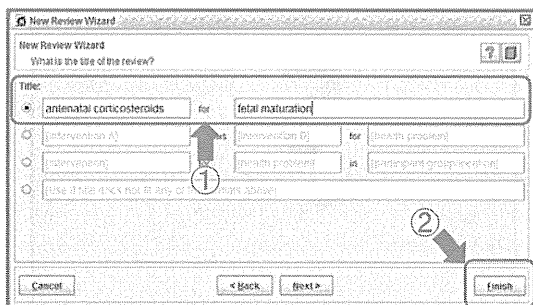 New Review Wizard
New Review Wizard
What is the title of the review?
Title:
antenatal corticosteroids for fetal maturation
①
[Intervention A] [Intervention B] for [health problem]
[Intervention] [health problem] in [participant group/location]
②
Cancel < Back Next > Finish